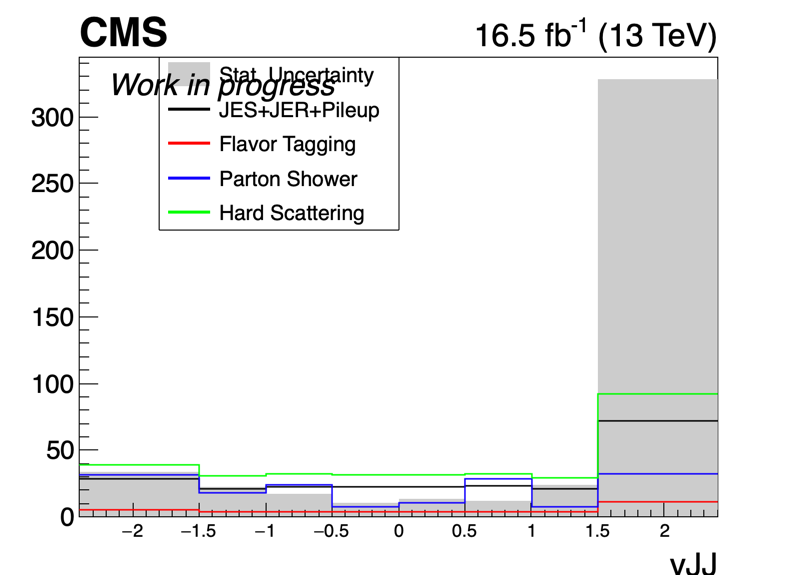 CMS 16.5 fb-1 (13 TeV)
Work in progress
Stat. Uncertainty
JES+JER+Pileup
Flavor Tagging
Parton Shower
Hard Scattering
300
250
200
150
100
50
0
−2 −1.5 −1 −0.5 0 0.5 1 1.5 2
yJJ